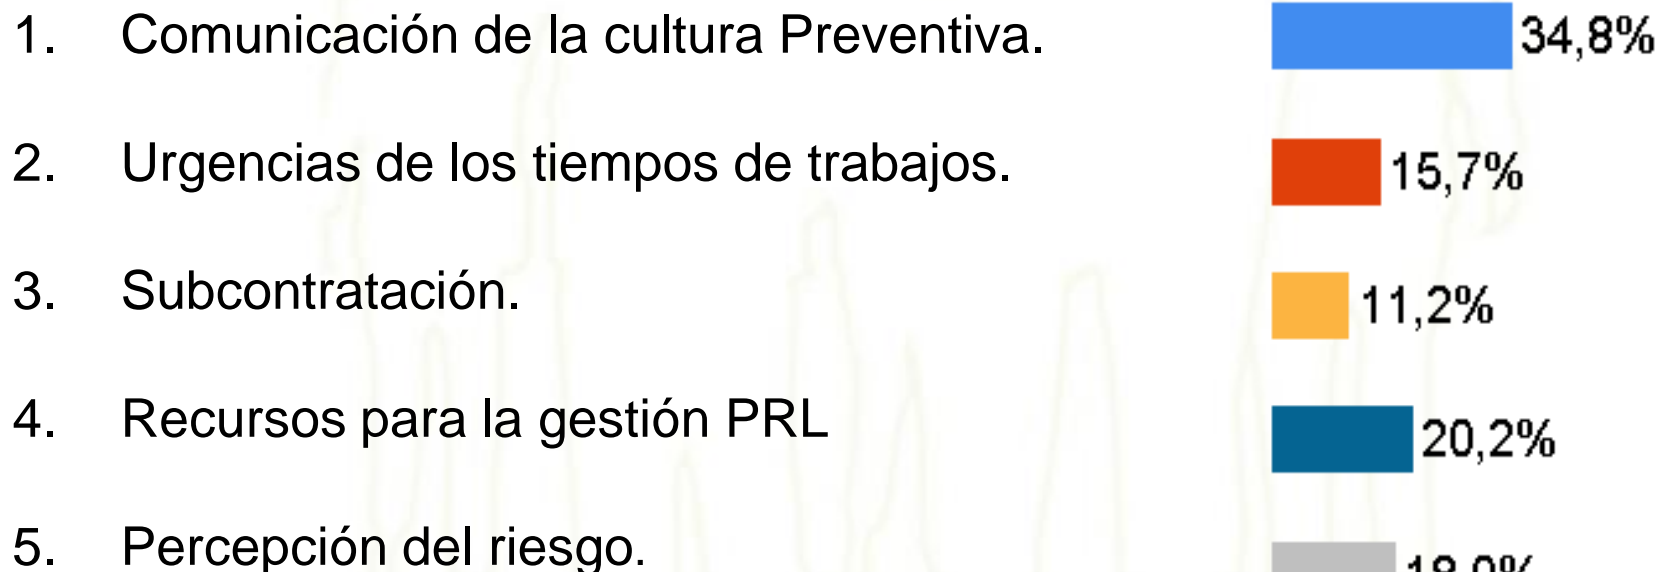 1. Comunicación de la cultura Preventiva. 34,8%
2. Urgencias de los tiempos de trabajos. 15,7%
3. Subcontratación. 11,2%
4. Recursos para la gestión PRL 20,2%
5. Percepción del riesgo.